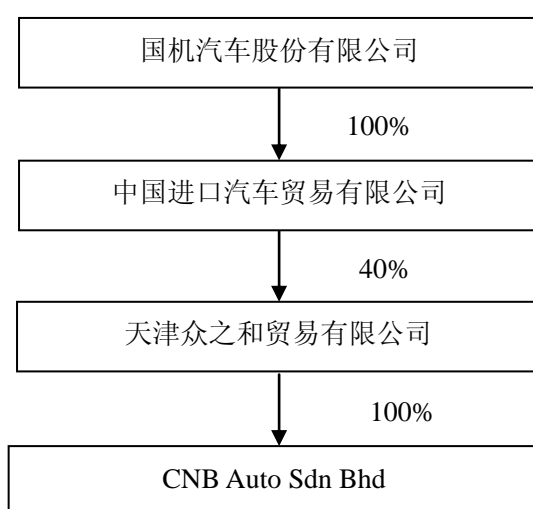 国机汽车股份有限公司
100%
中国进口汽车贸易有限公司
40%
天津众之和贸易有限公司
100%
CNB Auto Sdn Bhd